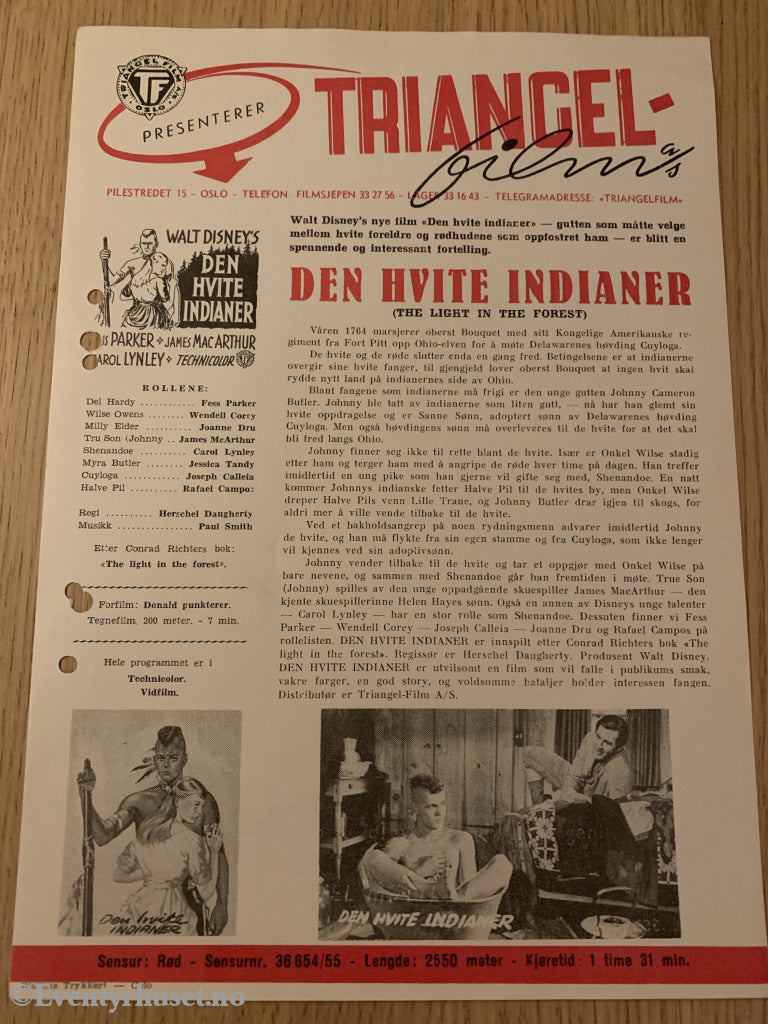 TRIANGEL FILM A/S
TF
OSLO
PRESENTERER
TRIANGEL-
film a/s
PILESTREDET 15 – OSLO – TELEFON: FILMSJEFEN 33 27 56 – LAGER 33 16 43 – TELEGRAMADRESSE: «TRIANGELFILM»
WALT DISNEY'S
DEN
HVITE
INDIANER
SS PARKER ✦ JAMES MACARTHUR
AROL LYNLEY ✦ TECHNICOLOR
ROLLENE:
Del Hardy ........... Fess Parker
Wilse Owens ....... Wendell Corey
Milly Elder .......... Joanne Dru
Tru Son (Johnny .. James McArthur
Shenandoe ......... Carol Lynley
Myra Butler ....... Jessica Tandy
Cuyloga ............ Joseph Calleia
Halve Pil .......... Rafael Campos
Regi .......... Herschel Daugherty
Musikk ............... Paul Smith
Etter Conrad Richters bok:
«The light in the forest».
Forfilm: Donald punkterer.
Tegnefilm, 200 meter. - 7 min.
Hele programmet er i
Technicolor.
Vidfilm.
Walt Disney's nye film «Den hvite indianer» — gutten som måtte velge
mellom hvite foreldre og rødhudene som oppfostret ham — er blitt en
spennende og interessant fortelling.
DEN HVITE INDIANER
(THE LIGHT IN THE FOREST)
Våren 1764 marsjerer oberst Bouquet med sitt Kongelige Amerikanske re-
giment fra Fort Pitt opp Ohio-elven for å møte Delawarenes høvding Cuyloga.
De hvite og de røde slutter enda en gang fred. Betingelsene er at indianerne
overgir sine hvite fanger, til gjengjeld lover oberst Bouquet at ingen hvit skal
rydde nytt land på indianernes side av Ohio.
Blant fangene som indianerne må frigi er den unge gutten Johnny Cameron
Butler. Johnny ble tatt av indianerne som liten gutt, — nå har han glemt sin
hvite oppdragelse og er Sanne Sønn, adoptert sønn av Delawarenes høvding
Cuyloga. Men også høvdingens sønn må overleveres til de hvite for at det skal
bli fred langs Ohio.
Johnny finner seg ikke til rette blant de hvite. Især er Onkel Wilse stadig
etter ham og terger ham med å angripe de røde hver time på dagen. Han treffer
imidlertid en ung pike som han gjerne vil gifte seg med, Shenandoe. En natt
kommer Johnnys indianske fetter Halve Pil til de hvites by, men Onkel Wilse
dreper Halve Pils venn Lille Trane, og Johnny Butler drar igjen til skogs, for
aldri mer å ville vende tilbake til de hvite.
Ved et bakholdsangrep på noen rydningsmenn advarer imidlertid Johnny
de hvite, og han må flykte fra sin egen stamme og fra Cuyloga, som ikke lenger
vil kjennes ved sin adoptivsønn.
Johnny vender tilbake til de hvite og tar et oppgjør med Onkel Wilse på
bare nevene, og sammen med Shenandoe går han fremtiden i møte. True Son
(Johnny) spilles av den unge oppadgående skuespiller James MacArthur — den
kjente skuespillerinne Helen Hayes sønn. Også en annen av Disneys unge talenter
— Carol Lynley — har en stor rolle som Shenandoe. Dessuten finner vi Fess
Parker — Wendell Corey — Joseph Calleia — Joanne Dru og Rafael Campos på
rollelisten. DEN HVITE INDIANER er innspilt etter Conrad Richters bok «The
light in the forest». Regissør er Herschel Daugherty. Produsent Walt Disney.
DEN HVITE INDIANER er utvilsomt en film som vil falle i publikums smak,
vakre farger, en god story, og voldsomme bataljer holder interessen fangen.
Distributør er Triangel-Film A/S.
Den hvite
INDIANER
DEN HVITE INDIANER
Sensur: Rød - Sensurnr. 36 654/55 - Lengde: 2550 meter - Kjøretid: 1 time 31 min.
Trykkeri — Oslo
© Eventyrhuset.no